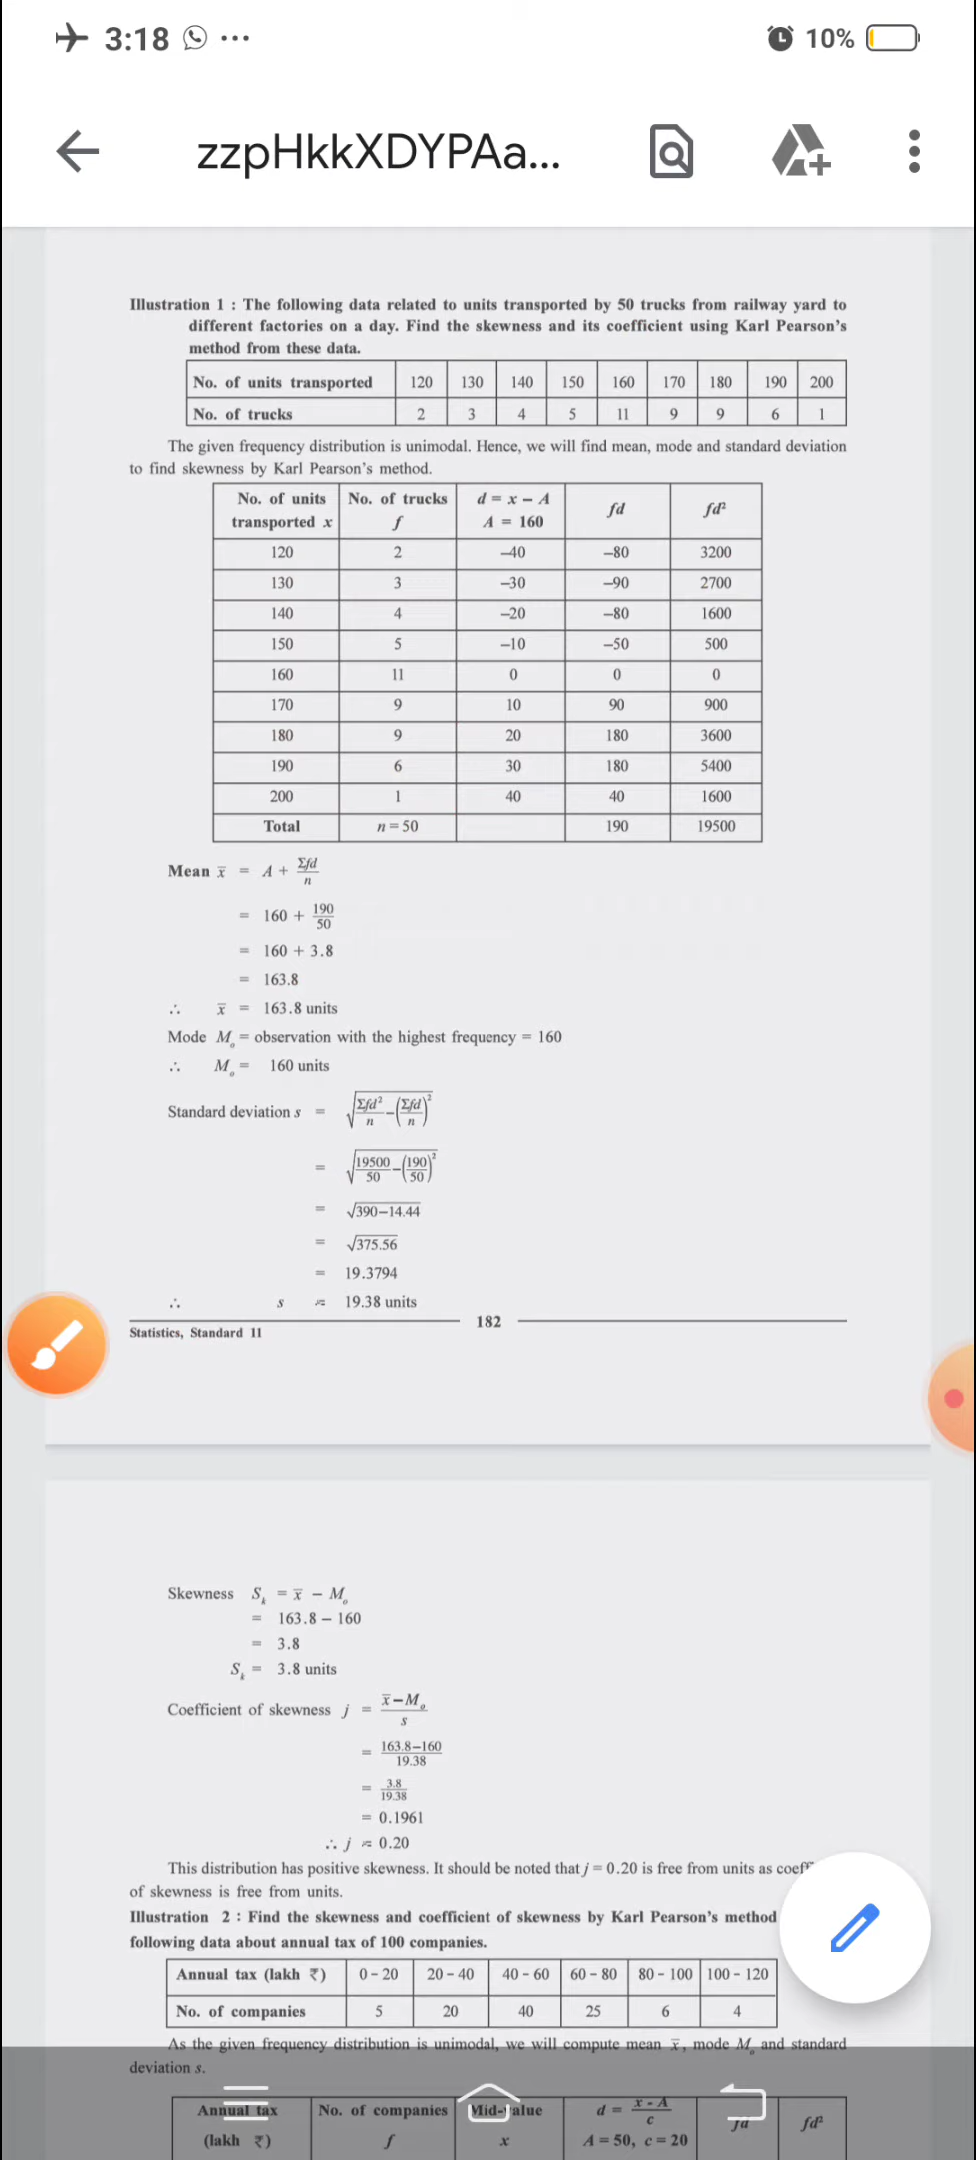 3:18
10%
zzpHkkXDYPAa...
Illustration 1 : The following data related to units transported by 50 trucks from railway yard to
different factories on a day. Find the skewness and its coefficient using Karl Pearson's
method from these data.
No. of units transported 120 130 140 150 160 170 180 190 200
No. of trucks 2 3 4 5 11 9 9 6 1
The given frequency distribution is unimodal. Hence, we will find mean, mode and standard deviation
to find skewness by Karl Pearson's method.
No. of units No. of trucks d = x – A fd fd²
transported x f A = 160
120 2 –40 –80 3200
130 3 –30 –90 2700
140 4 –20 –80 1600
150 5 –10 –50 500
160 11 0 0 0
170 9 10 90 900
180 9 20 180 3600
190 6 30 180 5400
200 1 40 40 1600
Total n = 50 190 19500
Mean x̅ = A + Σfd/n
= 160 + 190/50
= 160 + 3.8
= 163.8
∴ x̅ = 163.8 units
Mode Mₒ = observation with the highest frequency = 160
∴ Mₒ = 160 units
Standard deviation s = √(Σfd²/n – (Σfd/n)²)
= √(19500/50 – (190/50)²)
= √390–14.44
= √375.56
= 19.3794
∴ s ≈ 19.38 units
182
Statistics, Standard 11
Skewness Sₖ = x̅ – Mₒ
= 163.8 – 160
= 3.8
Sₖ = 3.8 units
Coefficient of skewness j = (x̅–Mₒ)/s
= 163.8–160/19.38
= 3.8/19.38
= 0.1961
∴ j ≈ 0.20
This distribution has positive skewness. It should be noted that j = 0.20 is free from units as
of skewness is free from units.
Illustration 2 : Find the skewness and coefficient of skewness by Karl Pearson's method
following data about annual tax of 100 companies.
Annual tax (lakh ₹) 0 – 20 20 – 40 40 – 60 60 – 80 80 – 100 100 – 120
No. of companies 5 20 40 25 6 4
As the given frequency distribution is unimodal, we will compute mean x̅, mode Mₒ and standard
deviation s.
Annual tax No. of companies Mid-value d = (x - A)/c fd fd²
(lakh ₹) f x A = 50, c = 20